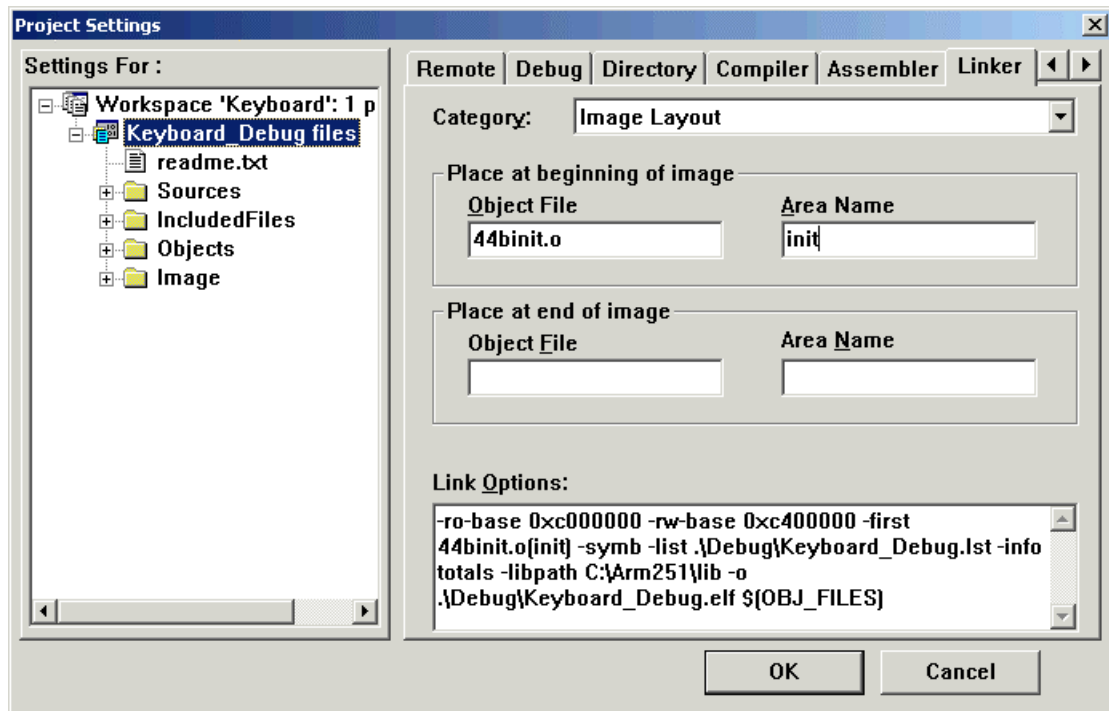 Project Settings
Settings For :
Workspace 'Keyboard': 1 p
Keyboard_Debug files
readme.txt
Sources
IncludedFiles
Objects
Image
Remote Debug Directory Compiler Assembler Linker
Category: Image Layout
Place at beginning of image
Object File Area Name
44binit.o init
Place at end of image
Object File Area Name
Link Options:
-ro-base 0xc000000 -rw-base 0xc400000 -first
44binit.o(init) -symb -list .\Debug\Keyboard_Debug.lst -info
totals -libpath C:\Arm251\lib -o
.\Debug\Keyboard_Debug.elf $(OBJ_FILES)
OK Cancel